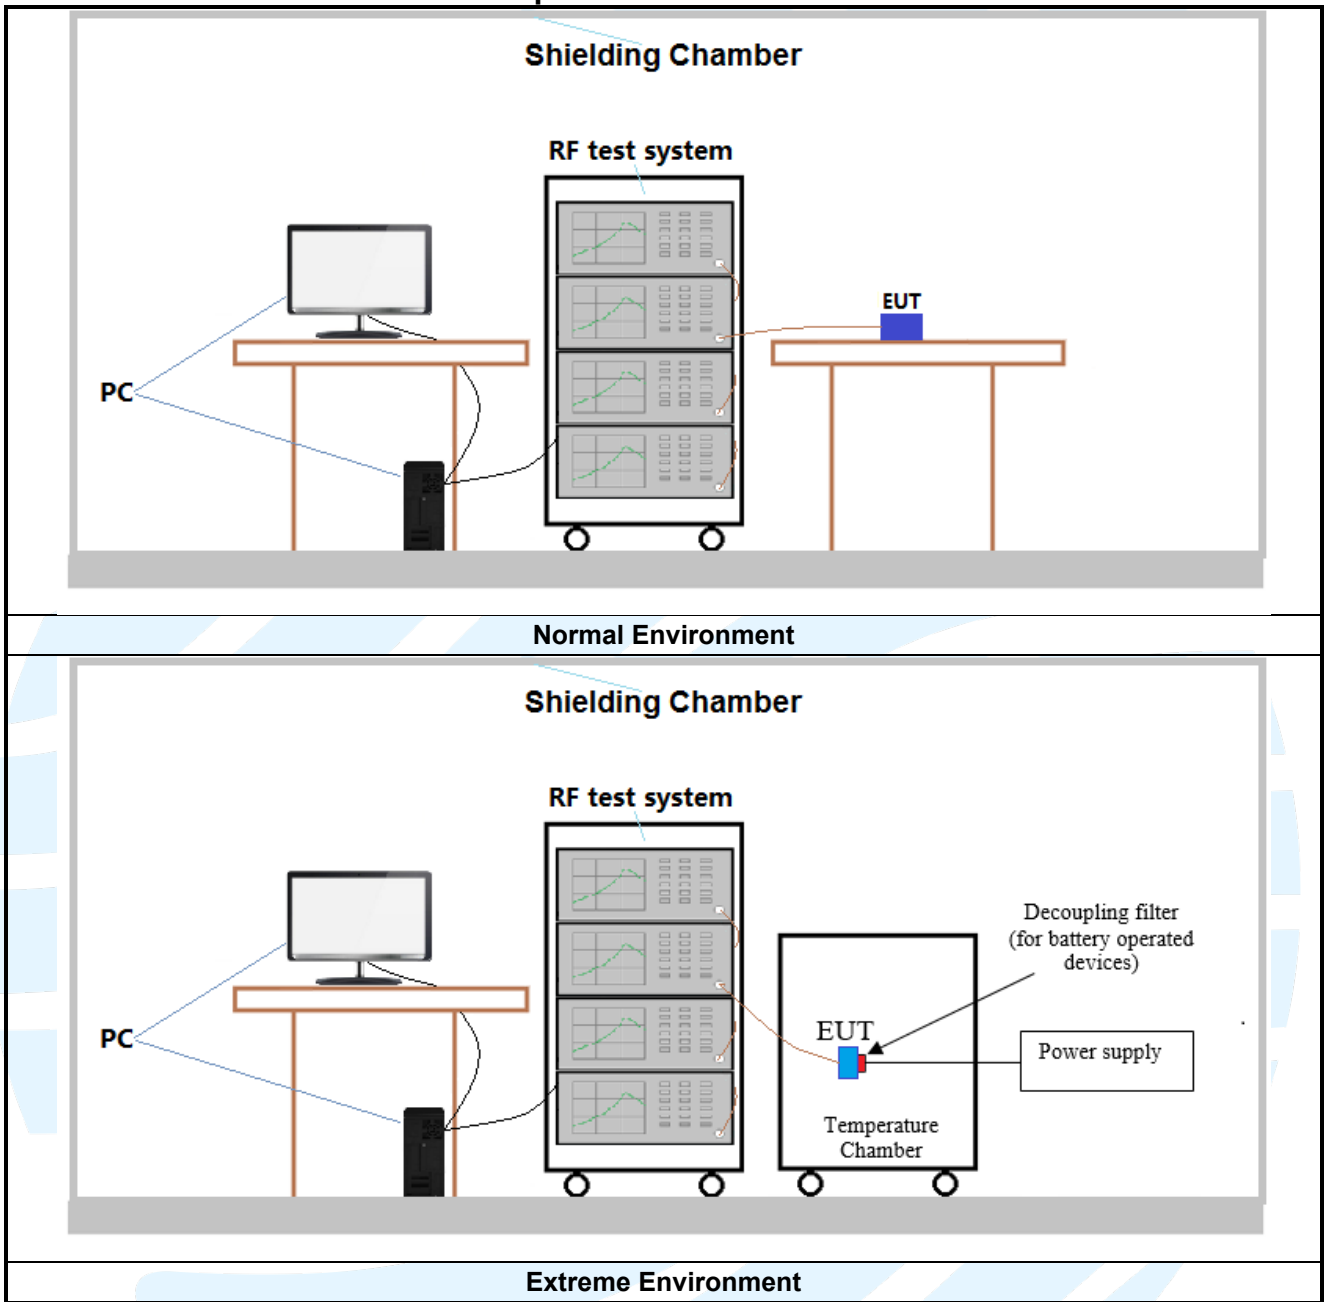 Shielding Chamber
RF test system
EUT
PC
Normal Environment
Shielding Chamber
RF test system
Decoupling filter
(for battery operated
devices)
EUT
PC
Power supply
Temperature
Chamber
Extreme Environment